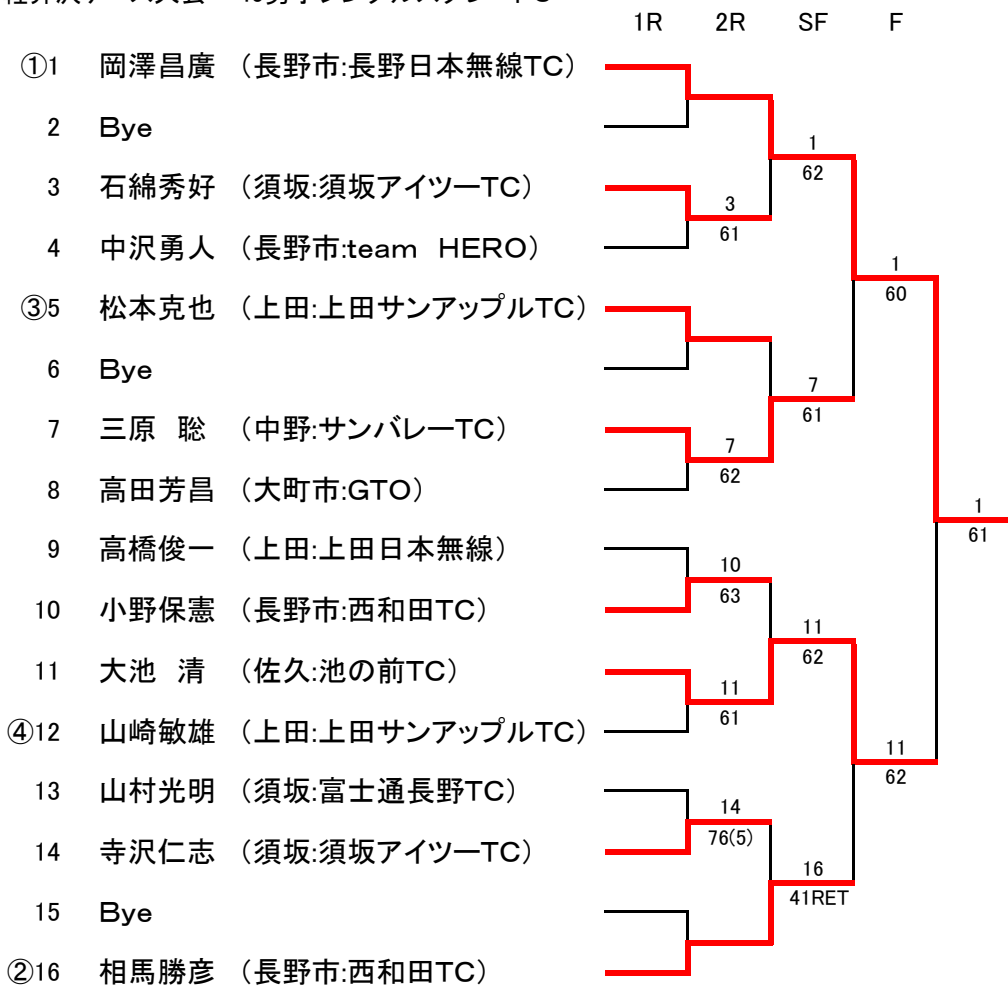 1R 2R SF F
①1 岡澤昌廣 （長野市:長野日本無線TC）
2 Bye
1
62
3 石綿秀好 （須坂:須坂アイツーTC）
3
61
4 中沢勇人 （長野市:team HERO）
1
60
③5 松本克也 （上田:上田サンアップルTC）
6 Bye
7
61
7 三原 聡 （中野:サンバレーTC）
7
62
8 高田芳昌 （大町市:GTO）
1
61
9 高橋俊一 （上田:上田日本無線）
10
63
10 小野保憲 （長野市:西和田TC）
11
62
11 大池 清 （佐久:池の前TC）
11
61
④12 山崎敏雄 （上田:上田サンアップルTC）
11
62
13 山村光明 （須坂:富士通長野TC）
14
76(5)
14 寺沢仁志 （須坂:須坂アイツーTC）
16
41RET
15 Bye
②16 相馬勝彦 （長野市:西和田TC）